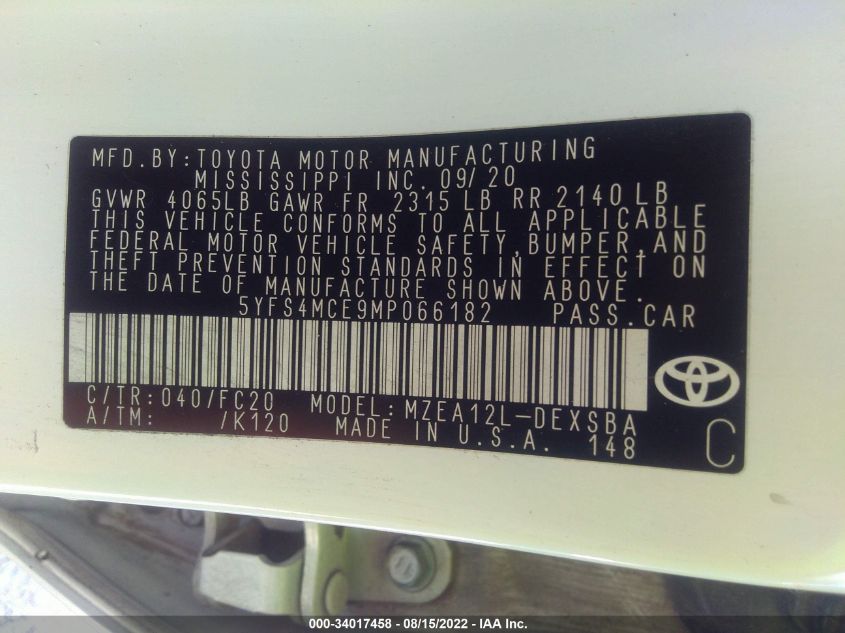 MFD.BY:TOYOTA MOTOR MANUFACTURING
MISSISSIPPI INC. 09/20
GVWR 4065LB GAWR FR 2315 LB RR 2140LB
THIS VEHICLE CONFORMS TO ALL APPLICABLE
FEDERAL MOTOR VEHICLE SAFETY,BUMPER,AND
THEFT PREVENTION STANDARDS IN EFFECT ON
THE DATE OF MANUFACTURE SHOWN ABOVE.
5YFS4MCE9MP066182 PASS.CAR
C/TR:040/FC20 MODEL:MZEA12L-DEXSBA
A/TM: /K120 MADE IN U.S.A. 148
C
000-34017458 - 08/15/2022 - IAA Inc.